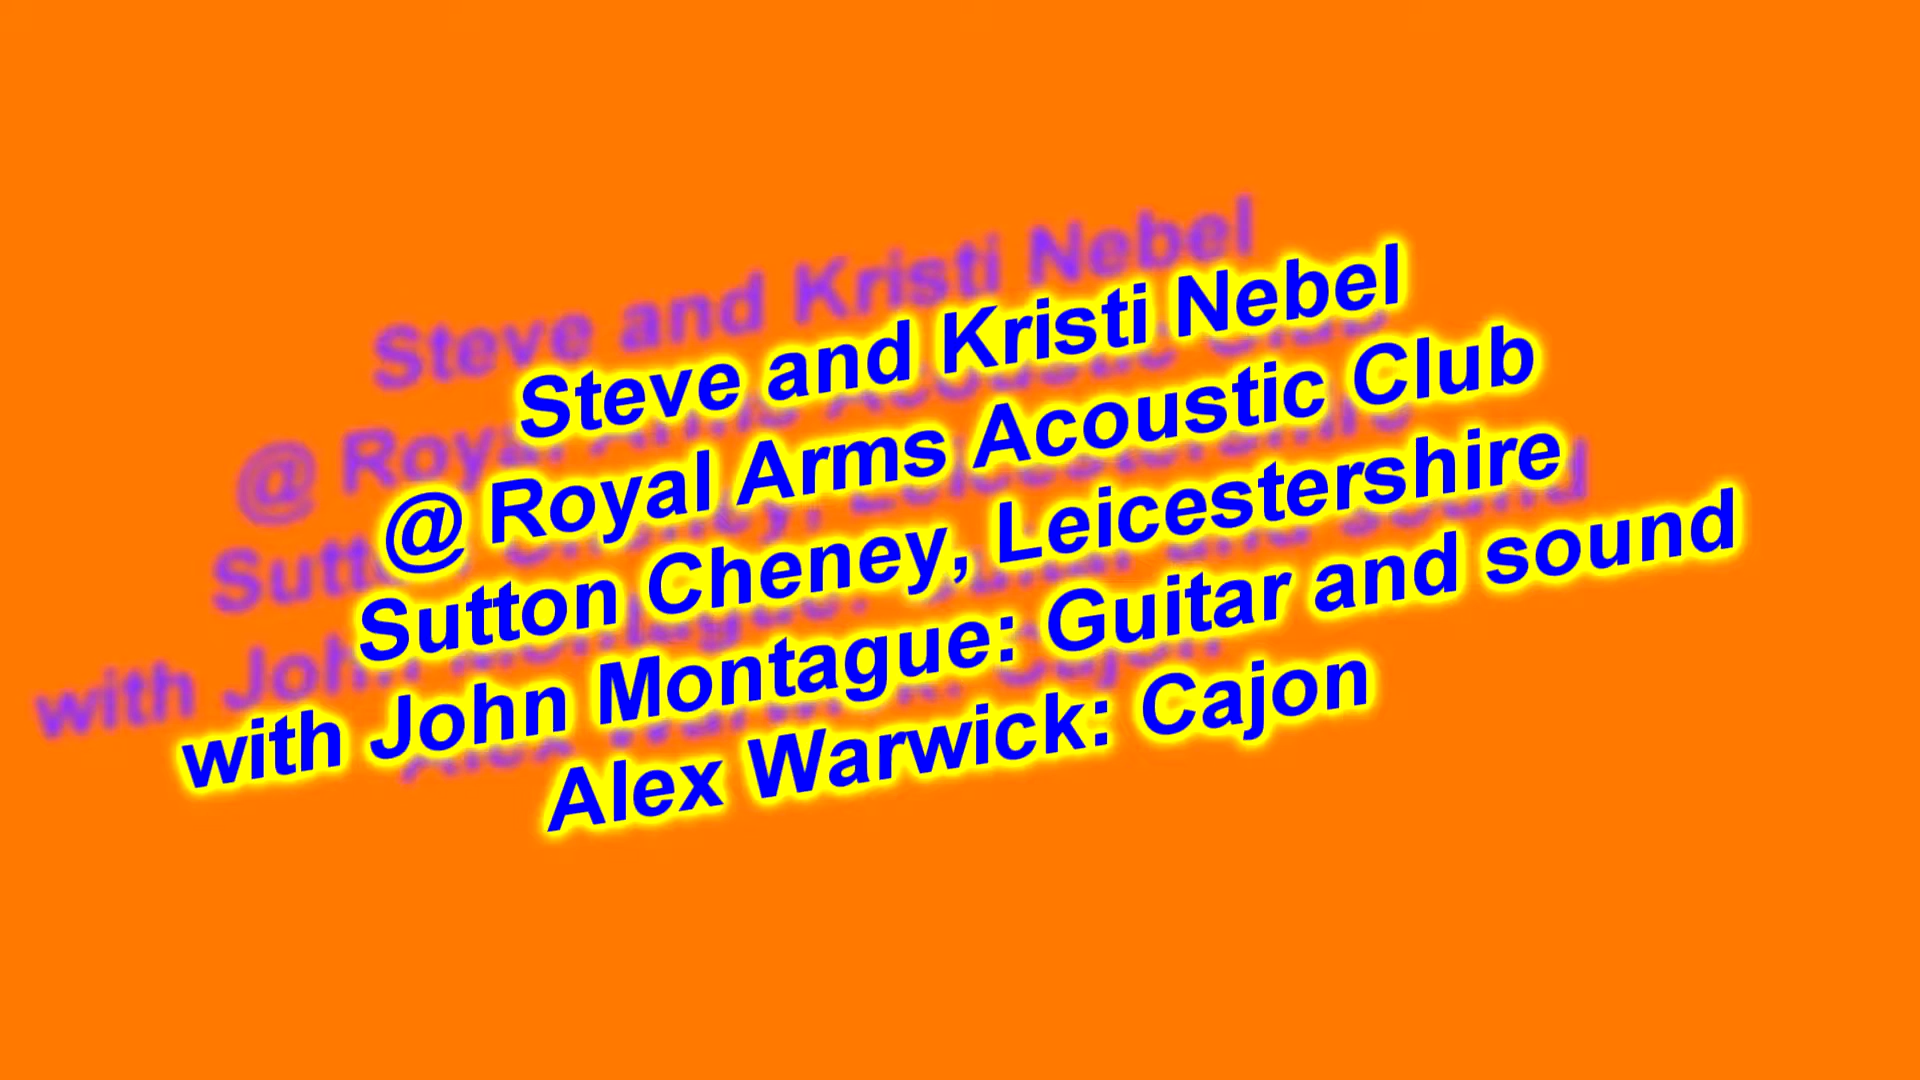 Steve and Kristi Nebel
@ Royal Arms Acoustic Club
Sutton Cheney, Leicestershire
with John Montague: Guitar and sound
Alex Warwick: Cajon